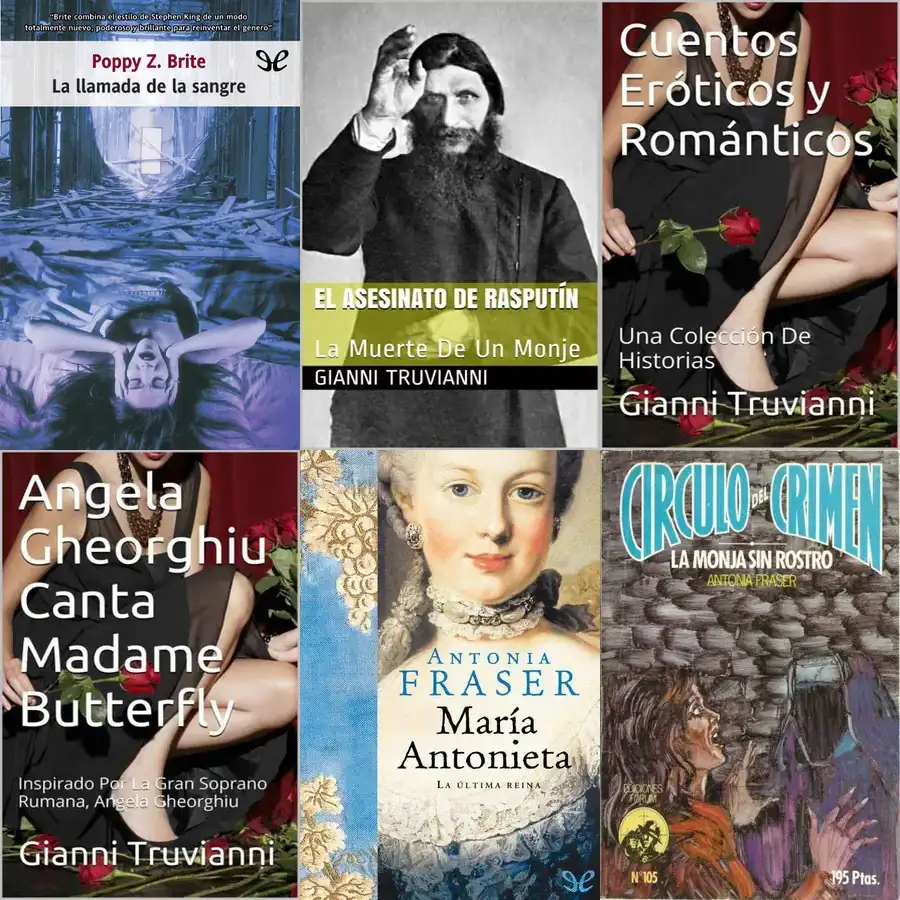 “Brite combina el estilo de Stephen King de un modo
totalmente nuevo, poderoso y brillante para reinventar el género”
Poppy Z. Brite
La llamada de la sangre
EL ASESINATO DE RASPUTÍN
La Muerte De Un Monje
GIANNI TRUVIANNI
Cuentos
Eróticos y
Románticos
Una Colección De
Historias
Gianni Truvianni
Angela
Gheorghiu
Canta
Madame
Butterfly
Inspirado Por La Gran Soprano
Rumana, Angela Gheorghiu
Gianni Truvianni
ANTONIA
FRASER
María
Antonieta
LA ÚLTIMA REINA
CIRCULO DEL CRIMEN
LA MONJA SIN ROSTRO
ANTONIA FRASER
EDICIONES
FORUM
Nº 105
195 Ptas.